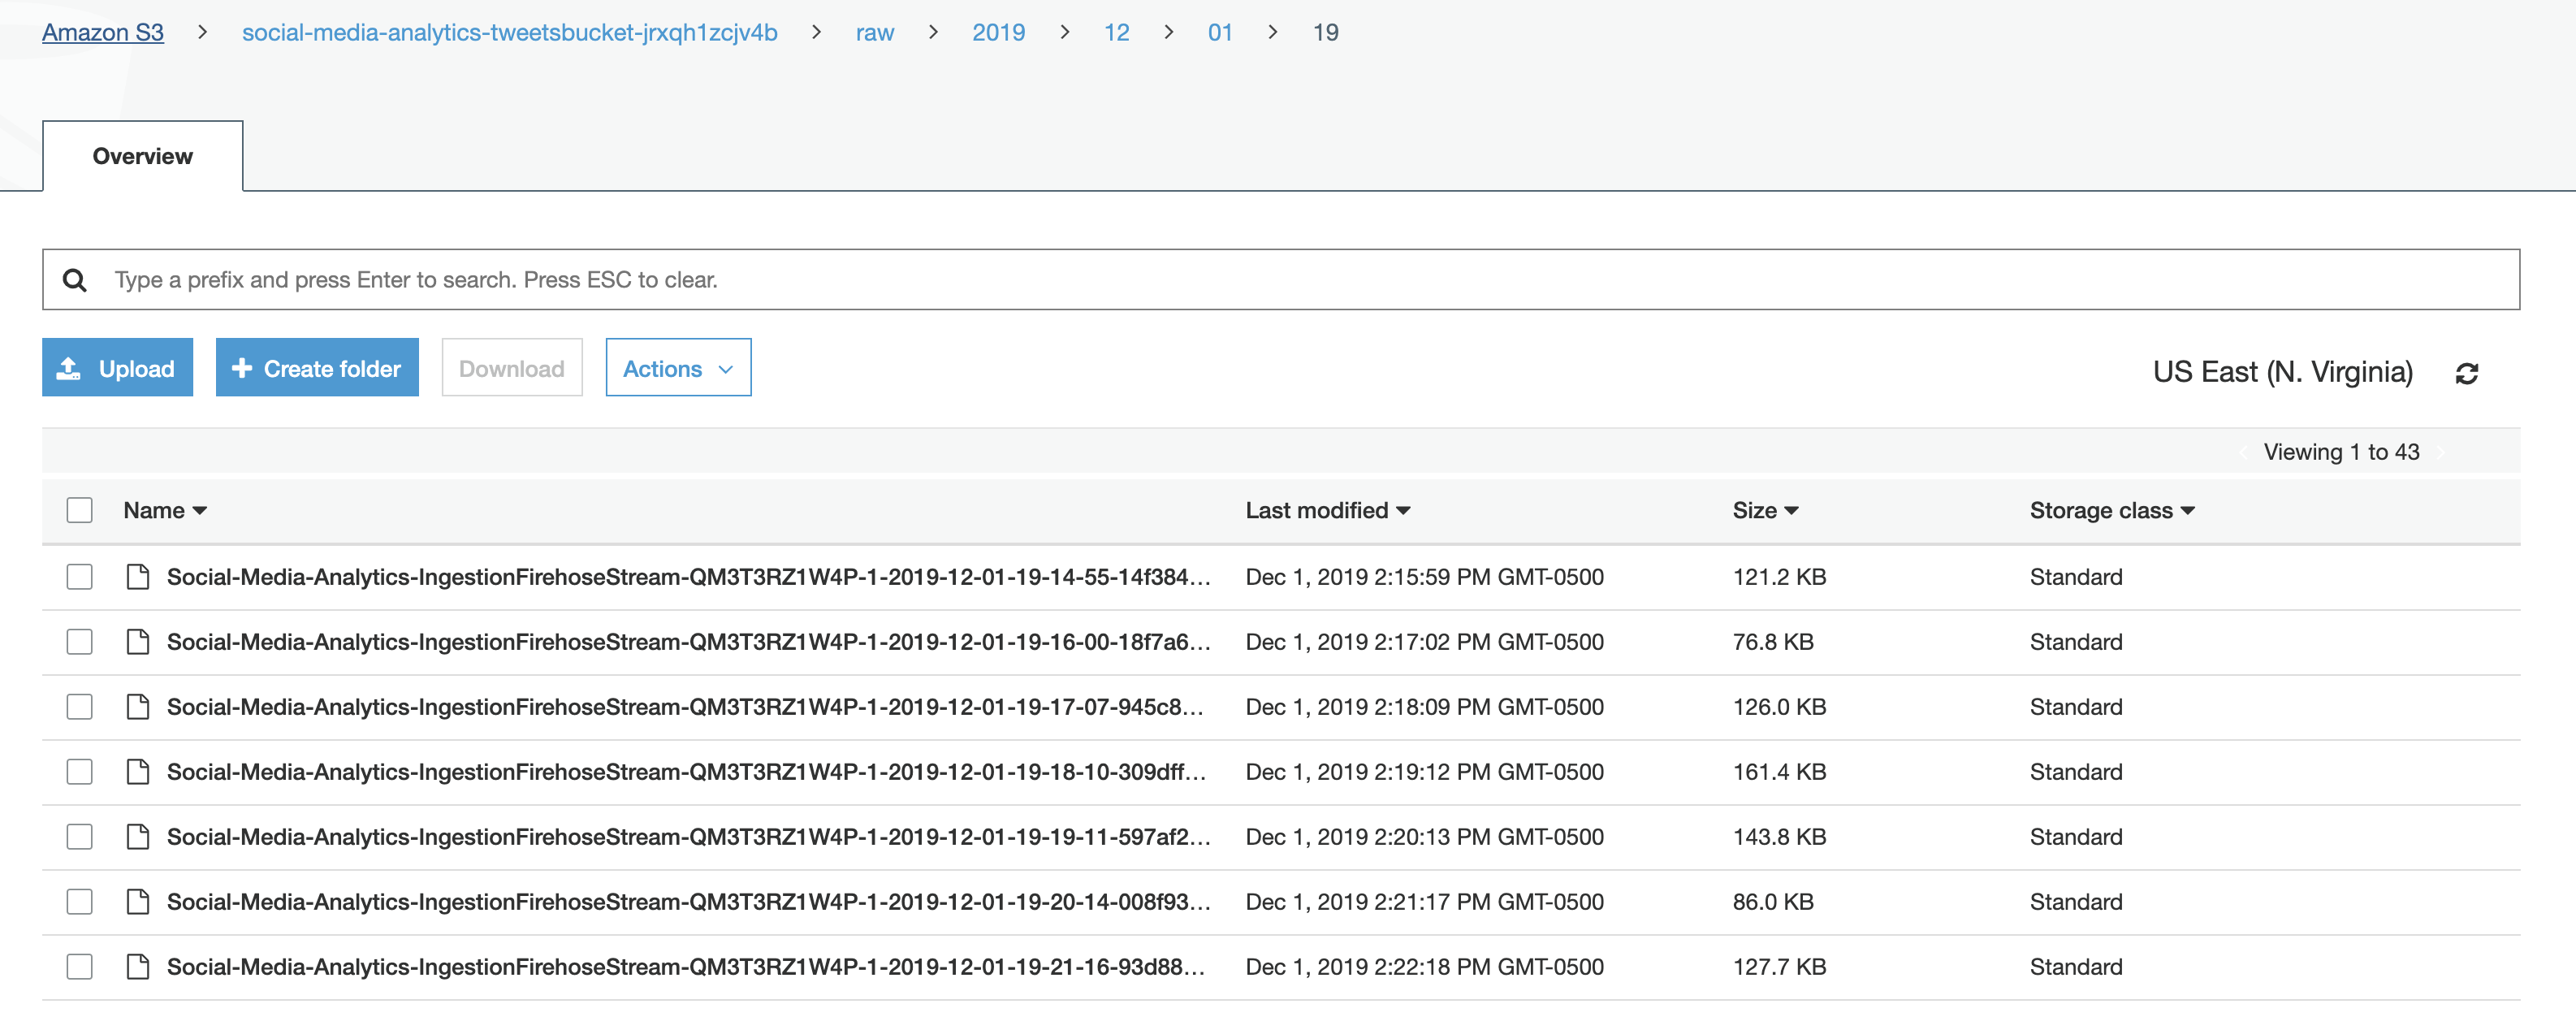 Amazon S3 > social-media-analytics-tweetsbucket-jrxqh1zcjv4b > raw > 2019 > 12 > 01 > 19
Overview
Type a prefix and press Enter to search. Press ESC to clear.
Upload + Create folder Download Actions US East (N. Virginia)
Viewing 1 to 43
Name Last modified Size Storage class
Social-Media-Analytics-IngestionFirehoseStream-QM3T3RZ1W4P-1-2019-12-01-19-14-55-14f384... Dec 1, 2019 2:15:59 PM GMT-0500 121.2 KB Standard
Social-Media-Analytics-IngestionFirehoseStream-QM3T3RZ1W4P-1-2019-12-01-19-16-00-18f7a6... Dec 1, 2019 2:17:02 PM GMT-0500 76.8 KB Standard
Social-Media-Analytics-IngestionFirehoseStream-QM3T3RZ1W4P-1-2019-12-01-19-17-07-945c8... Dec 1, 2019 2:18:09 PM GMT-0500 126.0 KB Standard
Social-Media-Analytics-IngestionFirehoseStream-QM3T3RZ1W4P-1-2019-12-01-19-18-10-309dff... Dec 1, 2019 2:19:12 PM GMT-0500 161.4 KB Standard
Social-Media-Analytics-IngestionFirehoseStream-QM3T3RZ1W4P-1-2019-12-01-19-19-11-597af2... Dec 1, 2019 2:20:13 PM GMT-0500 143.8 KB Standard
Social-Media-Analytics-IngestionFirehoseStream-QM3T3RZ1W4P-1-2019-12-01-19-20-14-008f93... Dec 1, 2019 2:21:17 PM GMT-0500 86.0 KB Standard
Social-Media-Analytics-IngestionFirehoseStream-QM3T3RZ1W4P-1-2019-12-01-19-21-16-93d88... Dec 1, 2019 2:22:18 PM GMT-0500 127.7 KB Standard